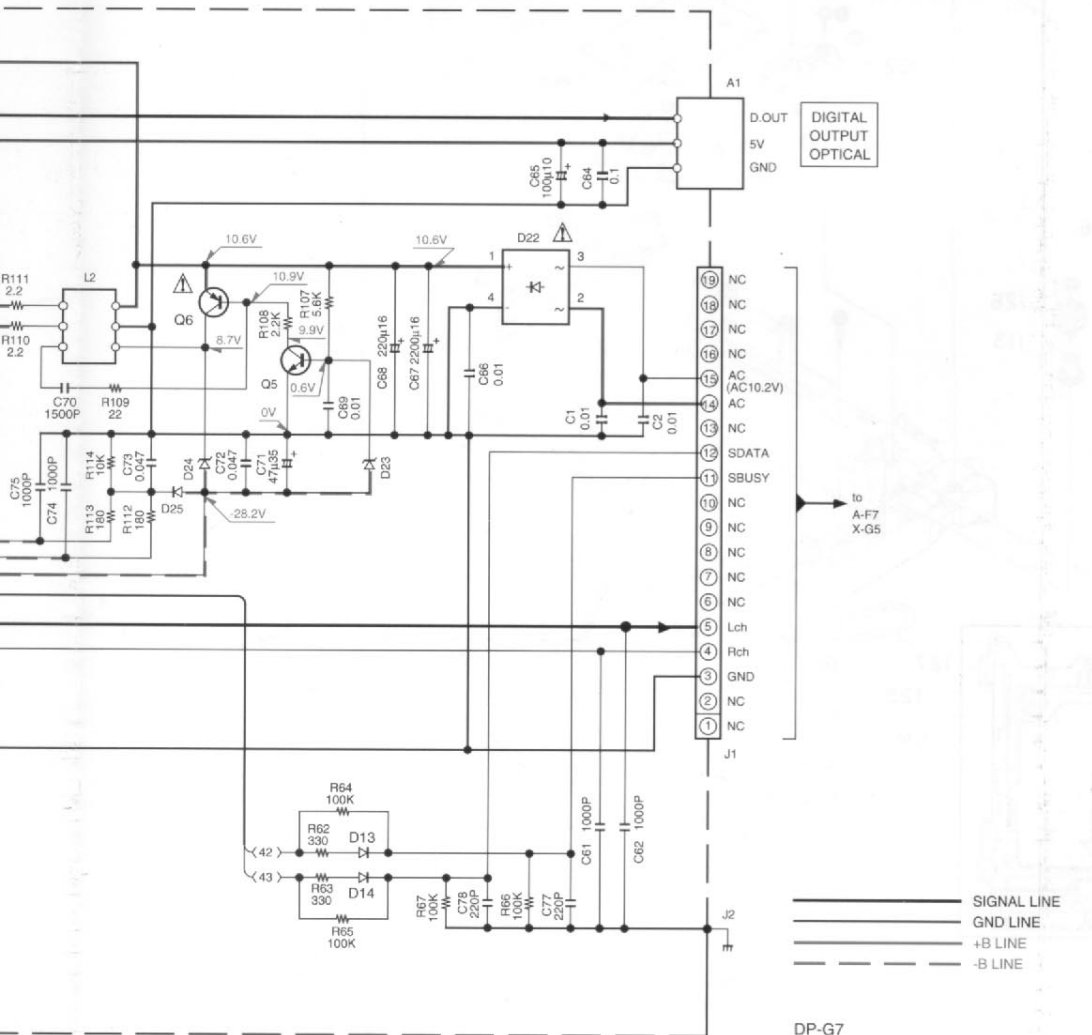 A1
D.OUT
5V
GND
DIGITAL
OUTPUT
OPTICAL
C65
100µ10
+
C64
0.1
10.6V
10.6V
D22
1
+
~
3
4
-
~
2
R111
2.2
R110
2.2
L2
Q6
10.9V
R108
2.2K
R107
5.6K
9.9V
8.7V
Q5
0.6V
0V
C68
220µ16
+
C67
2200µ16
+
C66
0.01
C69
0.01
C1
0.01
C2
0.01
C70
1500P
R109
22
C75
1000P
C74
1000P
R114
10K
C73
0.047
D24
C72
0.047
C71
47µ35
+
D23
R113
180
R112
180
D25
-28.2V
19 NC
18 NC
17 NC
16 NC
15 AC
(AC10.2V)
14 AC
13 NC
12 SDATA
11 SBUSY
10 NC
9 NC
8 NC
7 NC
6 NC
5 Lch
4 Rch
3 GND
2 NC
1 NC
J1
to
A-F7
X-G5
R64
100K
R62
330
D13
42
43
R63
330
D14
R65
100K
R67
100K
C78
220P
R66
100K
C77
220P
C61
1000P
C62
1000P
J2
SIGNAL LINE
GND LINE
+B LINE
-B LINE
DP-G7